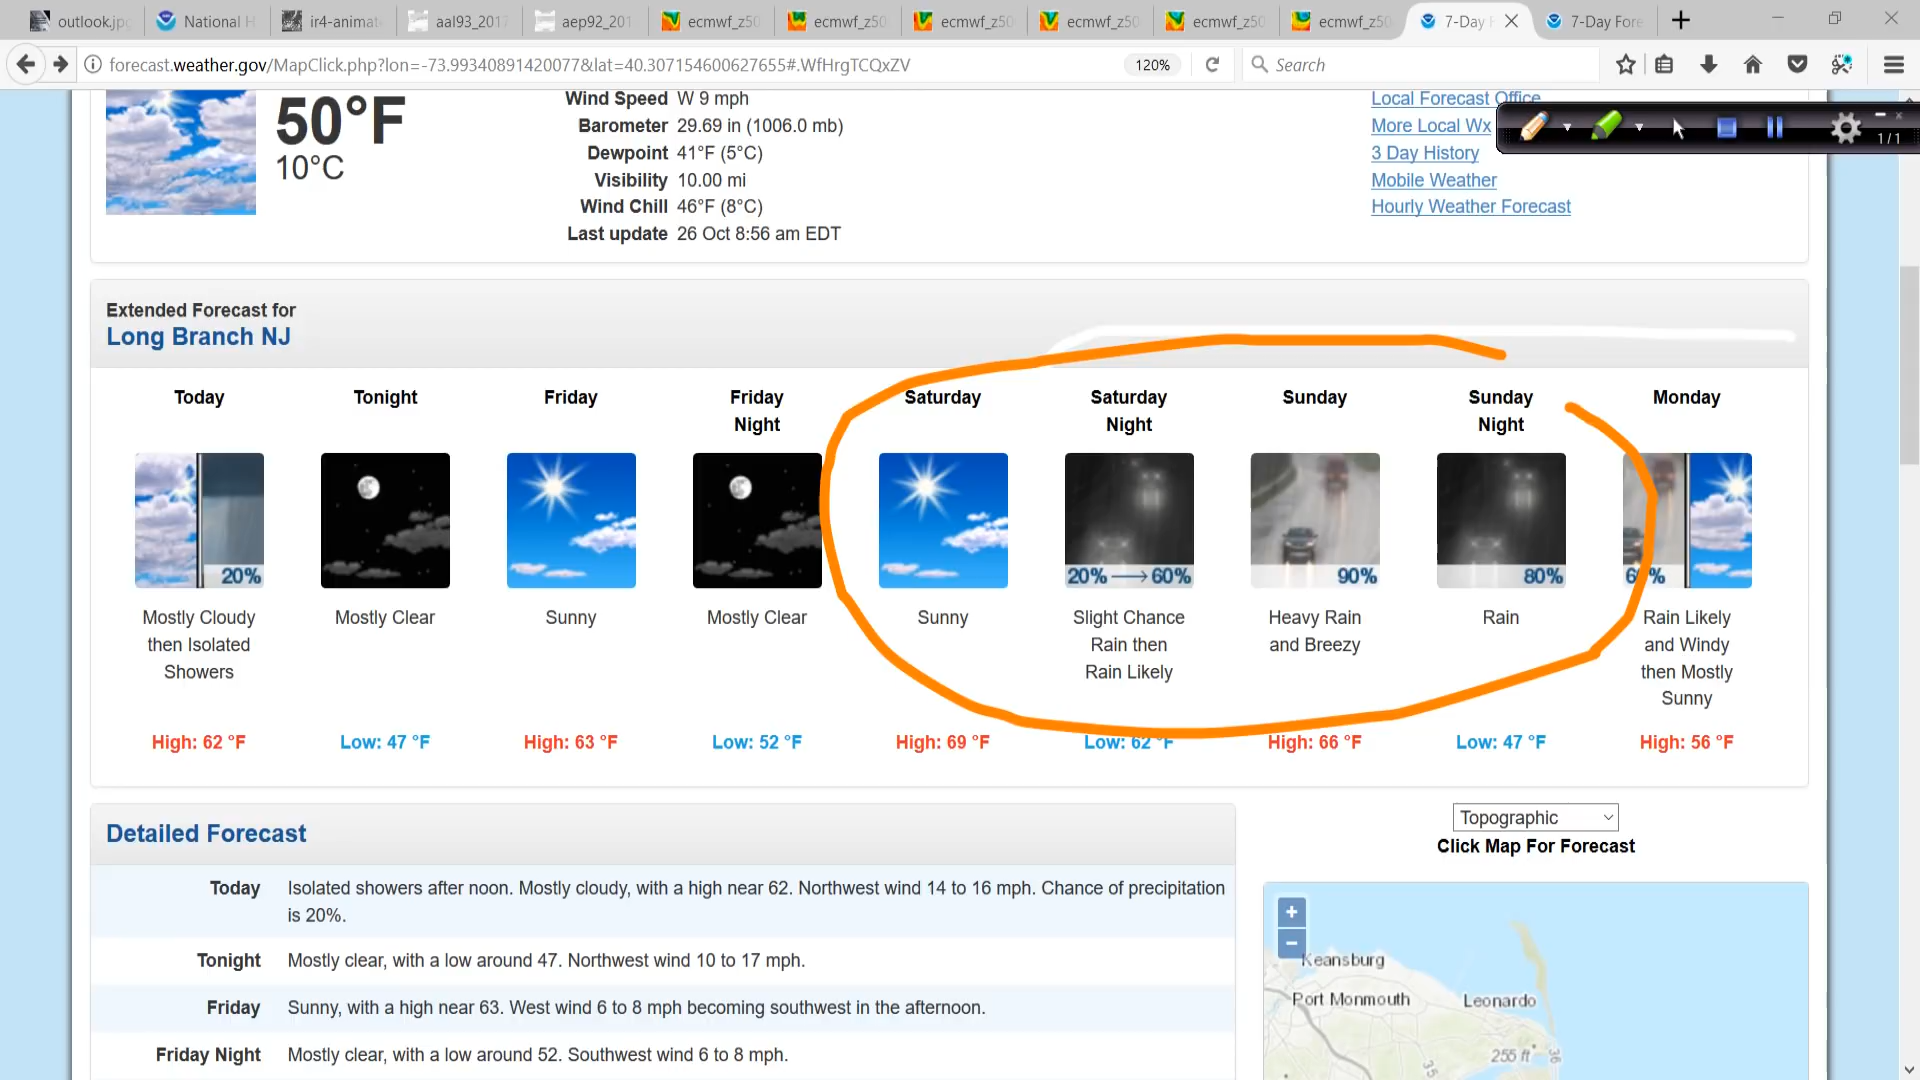 outlook.jpg
National H
ir4-animat
aal93_2017
aep92_201
ecmwf_z50
ecmwf_z50
ecmwf_z50
ecmwf_z50
ecmwf_z50
ecmwf_z50
7-Day F
7-Day Fore
forecast.weather.gov/MapClick.php?lon=-73.99340891420077&lat=40.307154600627655#.WfHrgTCQxZV
120%
Search
50°F
10°C
Wind Speed W 9 mph
Barometer 29.69 in (1006.0 mb)
Dewpoint 41°F (5°C)
Visibility 10.00 mi
Wind Chill 46°F (8°C)
Last update 26 Oct 8:56 am EDT
Local Forecast Office
More Local Wx
3 Day History
Mobile Weather
Hourly Weather Forecast
1/1
Extended Forecast for
Long Branch NJ
Today
20%
Mostly Cloudy
then Isolated
Showers
High: 62 °F
Tonight
Mostly Clear
Low: 47 °F
Friday
Sunny
High: 63 °F
Friday
Night
Mostly Clear
Low: 52 °F
Saturday
Sunny
High: 69 °F
Saturday
Night
20% 60%
Slight Chance
Rain then
Rain Likely
Low: 62 °F
Sunday
90%
Heavy Rain
and Breezy
High: 66 °F
Sunday
Night
80%
Rain
Low: 47 °F
Monday
Rain Likely
and Windy
then Mostly
Sunny
High: 56 °F
Detailed Forecast
Today Isolated showers after noon. Mostly cloudy, with a high near 62. Northwest wind 14 to 16 mph. Chance of precipitation
is 20%.
Tonight Mostly clear, with a low around 47. Northwest wind 10 to 17 mph.
Friday Sunny, with a high near 63. West wind 6 to 8 mph becoming southwest in the afternoon.
Friday Night Mostly clear, with a low around 52. Southwest wind 6 to 8 mph.
Topographic
Click Map For Forecast
+
−
Keansburg
Port Monmouth
Leonardo
255 ft
36
35